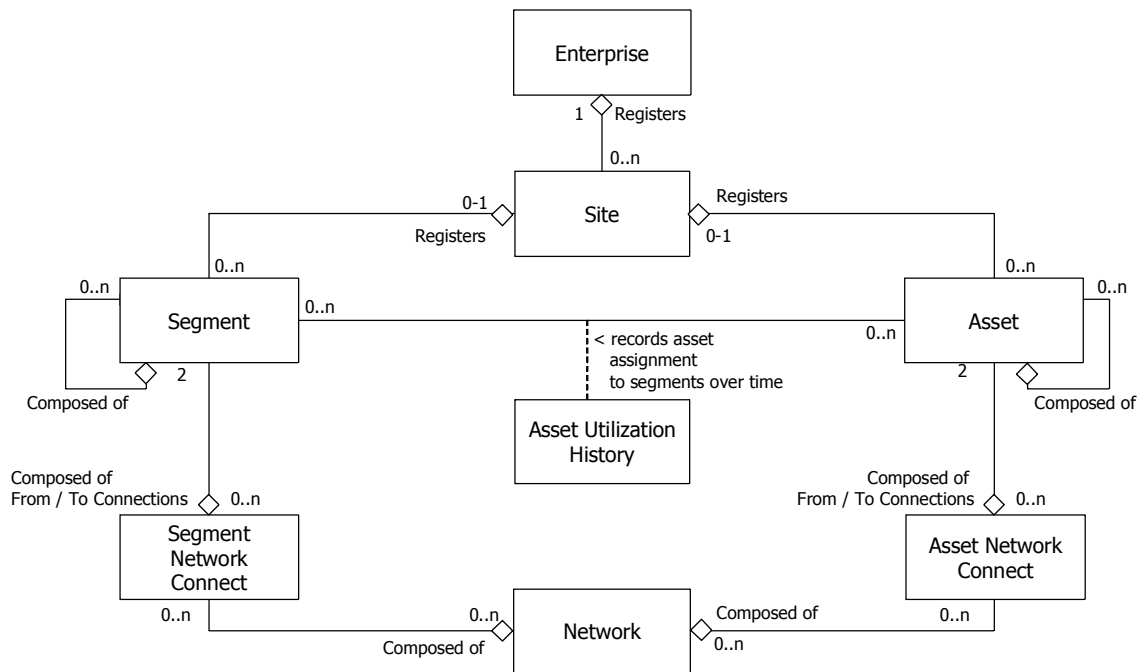 Enterprise
1
Registers
0..n
Site
0-1
Registers
Registers
0-1
0..n
0..n
0..n
0..n
Segment
0..n
0..n
Asset
< records asset
assignment
to segments over time
2
2
Composed of
Composed of
Asset Utilization
History
Composed of
From / To Connections
0..n
Composed of
From / To Connections
0..n
Segment
Network
Connect
Asset Network
Connect
0..n
0..n
Composed of
Network
Composed of
0..n
0..n